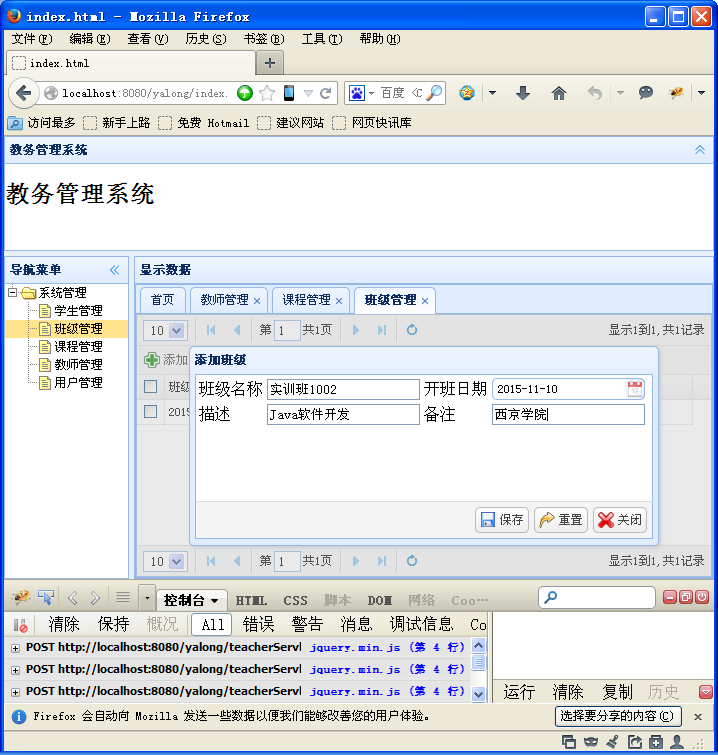 index.html - Mozilla Firefox
文件(F) 编辑(E) 查看(V) 历史(S) 书签(B) 工具(T) 帮助(H)
index.html
localhost:8080/yalong/index. 百度
访问最多 新手上路 免费 Hotmail 建议网站 网页快讯库
教务管理系统
教务管理系统
导航菜单
系统管理
学生管理
班级管理
课程管理
教师管理
用户管理
显示数据
首页 教师管理 课程管理 班级管理
10 第 1 共1页 显示1到1,共1记录
添加
班级
2015
添加班级
班级名称 实训班1002 开班日期 2015-11-10
描述 Java软件开发 备注 西京学院
保存 重置 关闭
10 第 1 共1页 显示1到1,共1记录
控制台 HTML CSS 脚本 DOM 网络 Coo…
清除 保持 概况 All 错误 警告 消息 调试信息 Co
POST http://localhost:8080/yalong/teacherServl jquery.min.js (第 4 行)
POST http://localhost:8080/yalong/teacherServl jquery.min.js (第 4 行)
POST http://localhost:8080/yalong/teacherServl jquery.min.js (第 4 行)
运行 清除 复制 历史
Firefox 会自动向 Mozilla 发送一些数据以便我们能够改善您的用户体验。 选择要分享的内容(C)